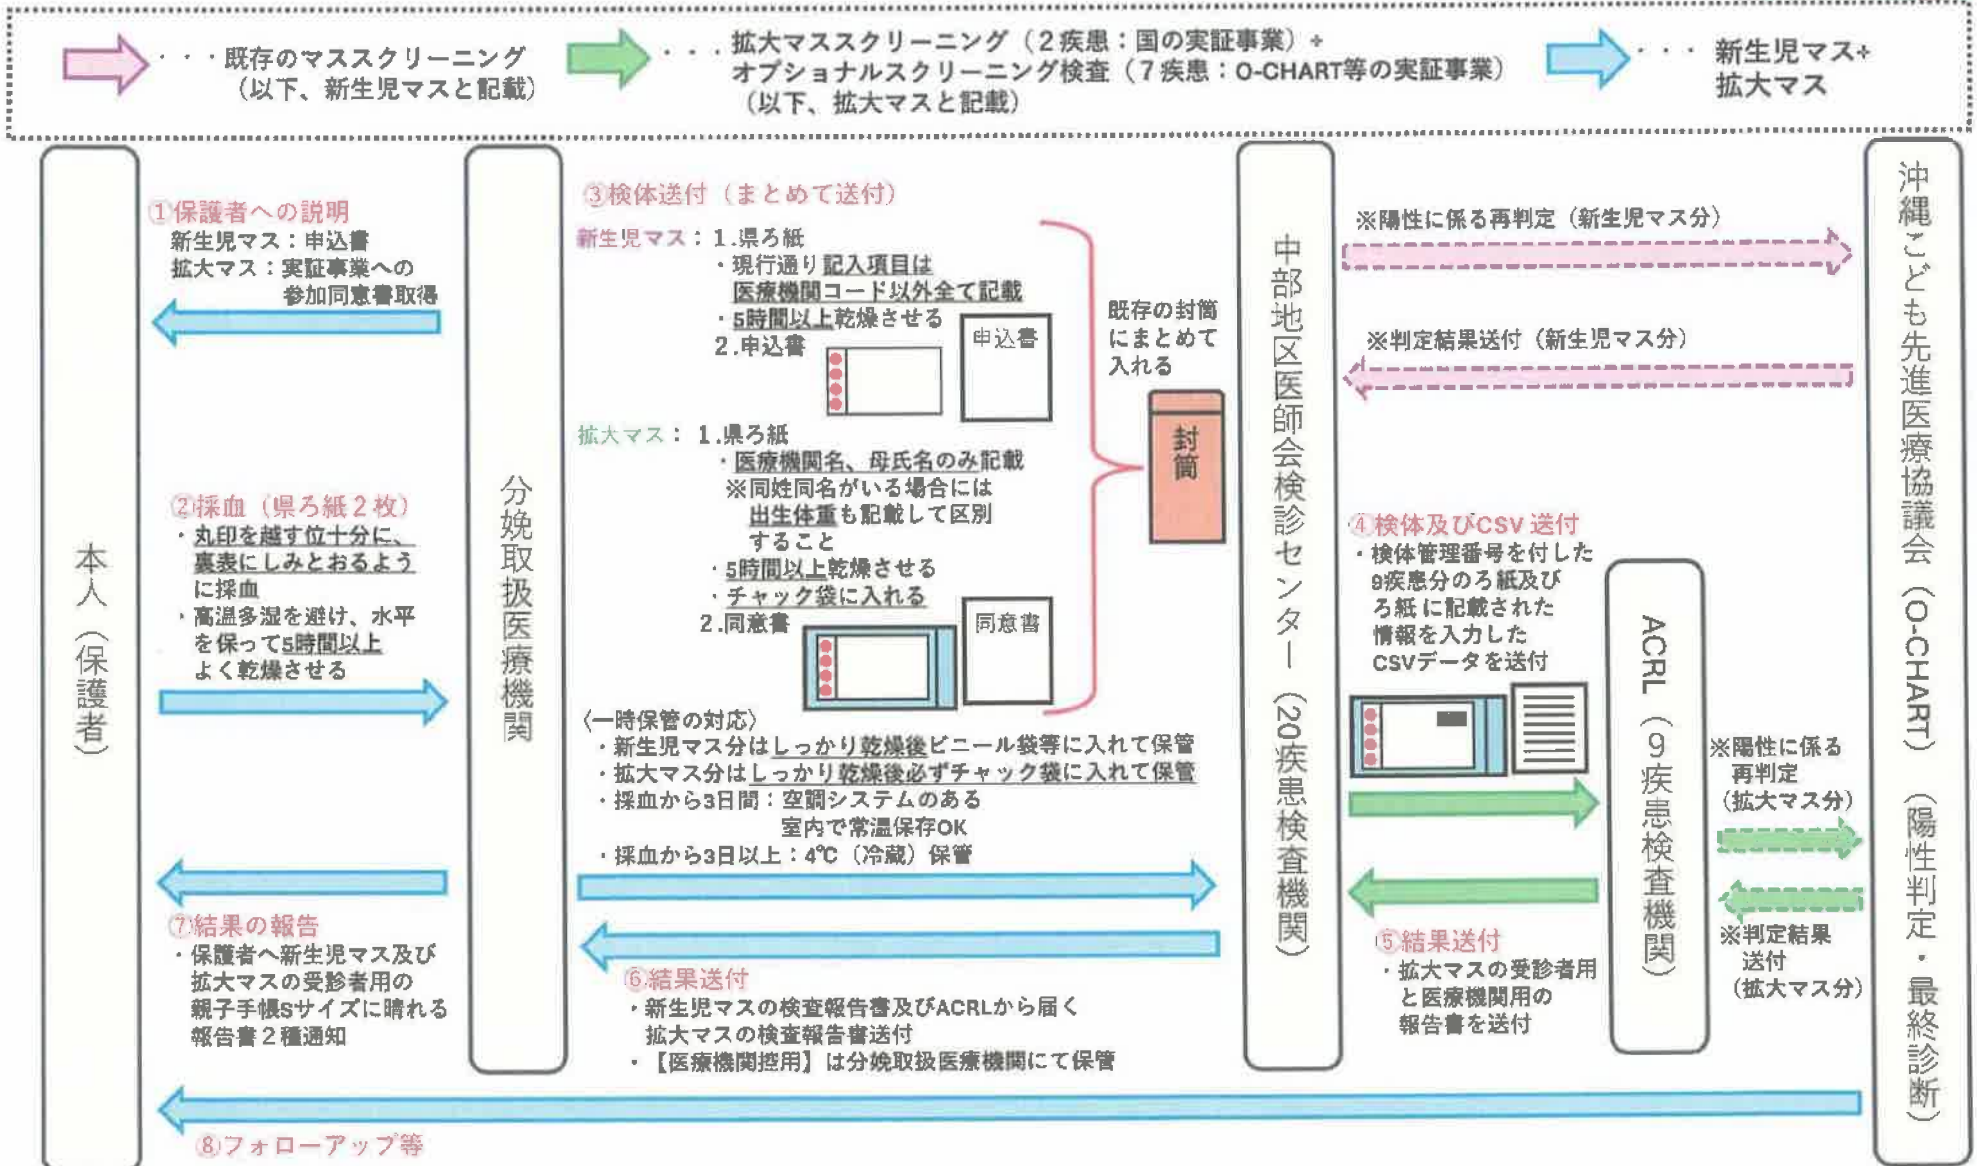 ・・・既存のマススクリーニング
（以下、新生児マスと記載）
・・・拡大マススクリーニング（２疾患：国の実証事業）＋
オプショナルスクリーニング検査（７疾患：O-CHART等の実証事業）
（以下、拡大マスと記載）
・・・新生児マス＋
拡大マス
本人（保護者）
①保護者への説明
新生児マス：申込書
拡大マス：実証事業への
参加同意書取得
②採血（県ろ紙２枚）
・丸印を越す位十分に、
裏表にしみとおるよう
に採血
・高温多湿を避け、水平
を保って5時間以上
よく乾燥させる
⑦結果の報告
・保護者へ新生児マス及び
拡大マスの受診者用の
親子手帳Sサイズに晴れる
報告書２種通知
⑧フォローアップ等
分娩取扱医療機関
③検体送付（まとめて送付）
新生児マス：１.県ろ紙
・現行通り記入項目は
医療機関コード以外全て記載
・5時間以上乾燥させる
２.申込書
申込書
拡大マス：１.県ろ紙
・医療機関名、母氏名のみ記載
※同姓同名がいる場合には
出生体重も記載して区別
すること
・5時間以上乾燥させる
・チャック袋に入れる
２.同意書
同意書
既存の封筒
にまとめて
入れる
封筒
〈一時保管の対応〉
・新生児マス分はしっかり乾燥後ビニール袋等に入れて保管
・拡大マス分はしっかり乾燥後必ずチャック袋に入れて保管
・採血から3日間：空調システムのある
室内で常温保存OK
・採血から3日以上：4℃（冷蔵）保管
⑥結果送付
・新生児マスの検査報告書及びACRLから届く
拡大マスの検査報告書送付
・【医療機関控用】は分娩取扱医療機関にて保管
中部地区医師会検診センター（20疾患検査機関）
※陽性に係る再判定（新生児マス分）
※判定結果送付（新生児マス分）
④検体及びCSV 送付
・検体管理番号を付した
9疾患分のろ紙及び
ろ紙に記載された
情報を入力した
CSVデータを送付
⑤結果送付
・拡大マスの受診者用
と医療機関用の
報告書を送付
ACRL（9疾患検査機関）
※陽性に係る
再判定
（拡大マス分）
※判定結果
送付
（拡大マス分）
沖縄こども先進医療協議会（O-CHART）（陽性判定・最終診断）